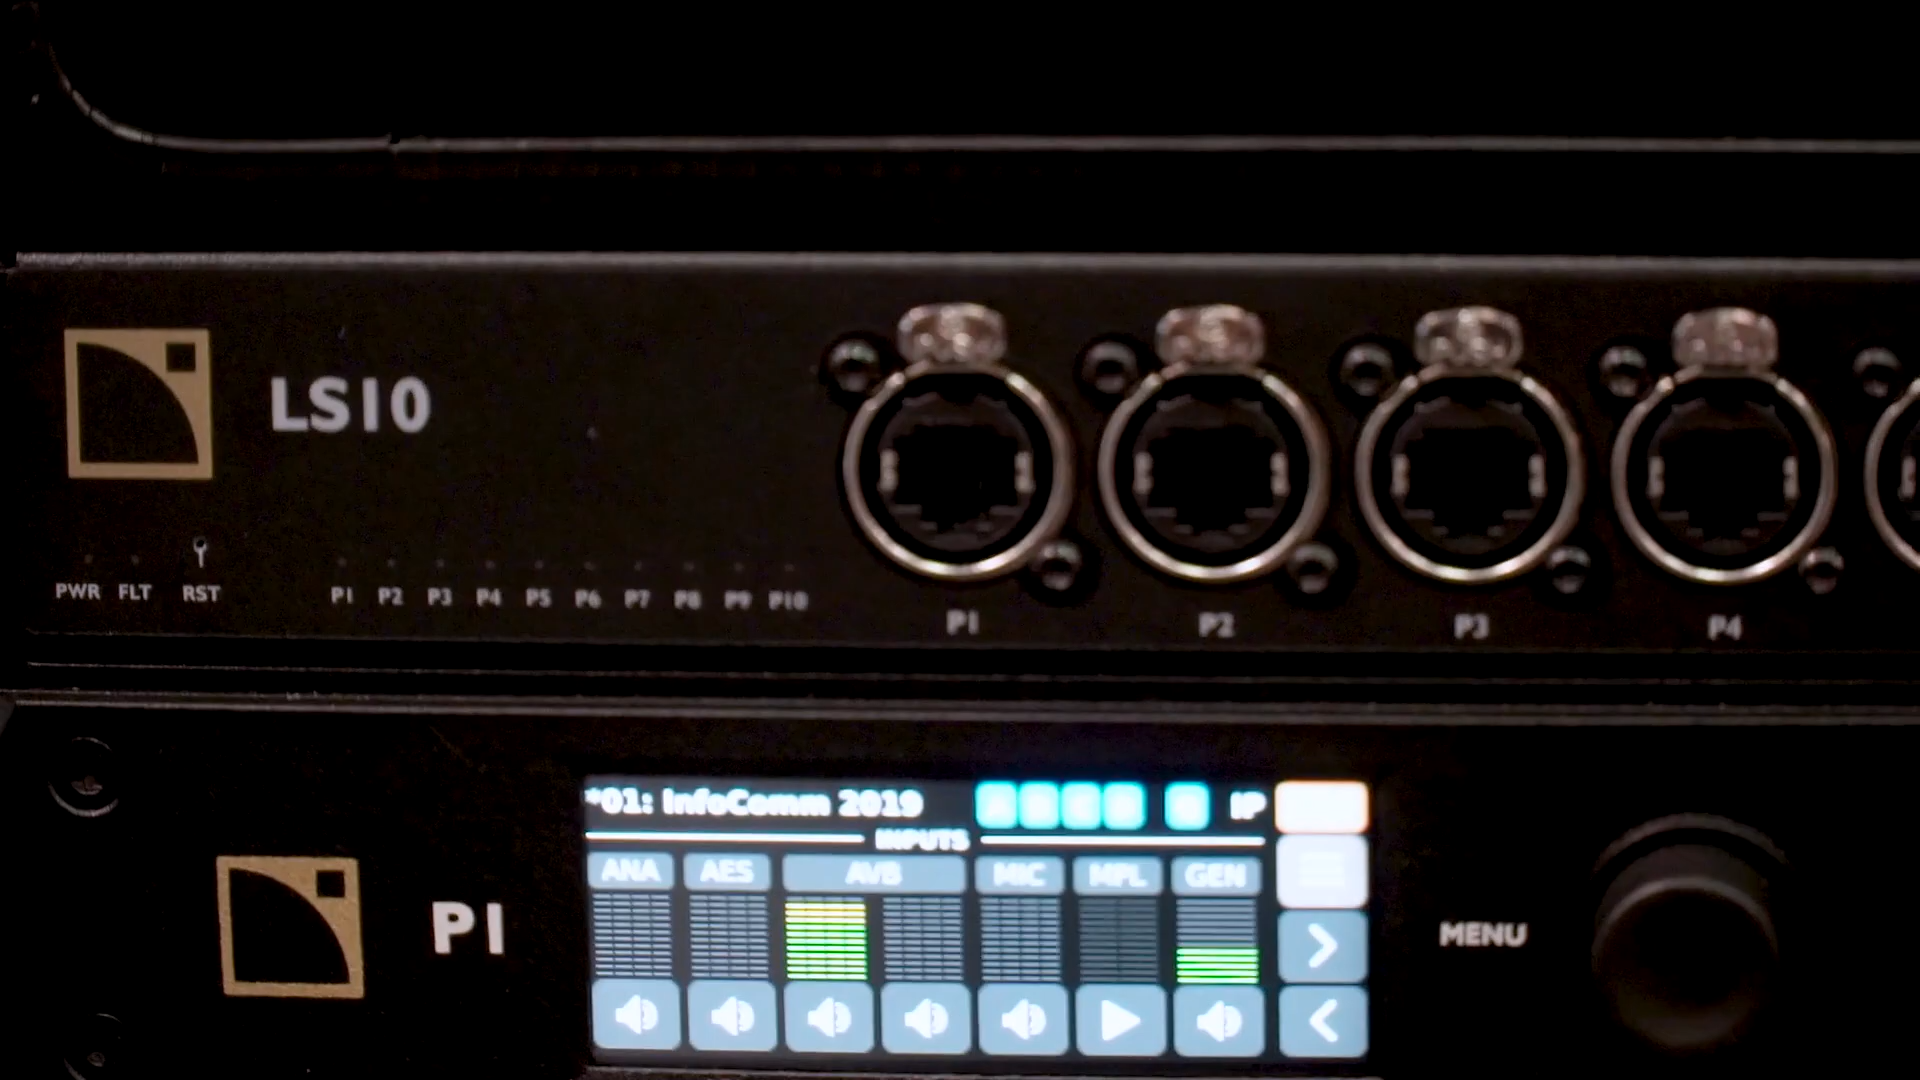 LS10
PWR FLT RST P1 P2 P3 P4 P5 P6 P7 P8 P9 P10
P1 P2 P3 P4
*01: InfoComm 2019 IP
INPUTS
ANA AES AVB MIC MPL GEN
P1
MENU